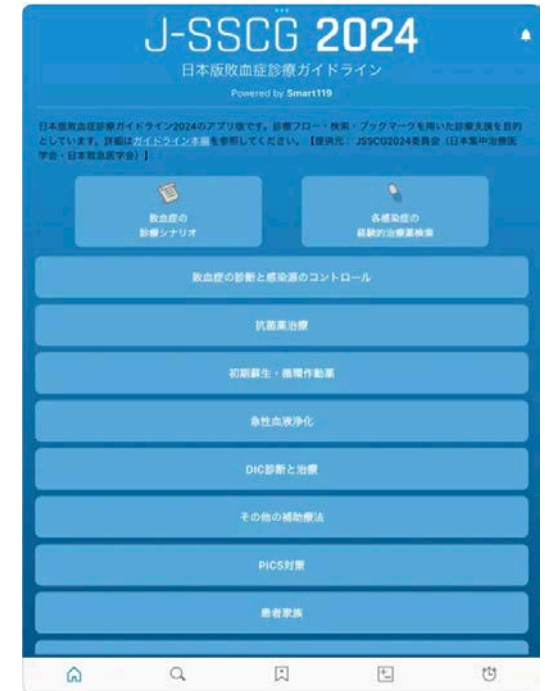 J-SSCG 2024
日本版敗血症診療ガイドライン
Powered by Smart119
日本版敗血症診療ガイドライン2024のアプリ版です。診療フロー・検索・ブックマークを用いた診療支援を目的
としています。詳細はガイドライン本編を参照してください。【提供元: JSSCG2024委員会(日本集中治療医
学会・日本救急医学会)】
敗血症の
診療シナリオ
各感染症の
経験的治療薬検索
敗血症の診断と感染源のコントロール
抗菌薬治療
初期蘇生・循環作動薬
急性血液浄化
DIC診断と治療
その他の補助療法
PICS対策
患者家族